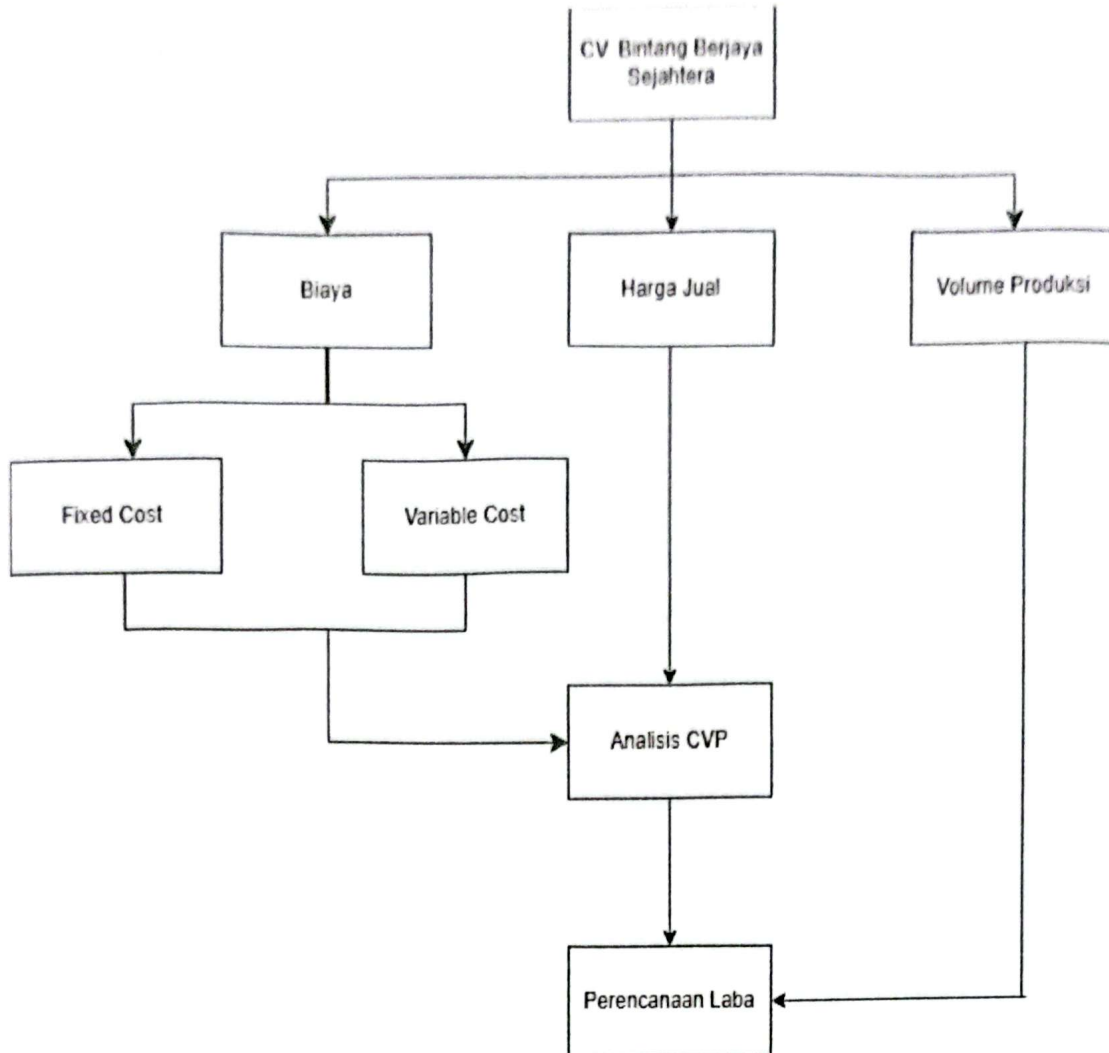 CV Bintang Berjaya
Sejahtera
Biaya
Harga Jual
Volume Produksi
Fixed Cost
Variable Cost
Analisis CVP
Perencanaan Laba